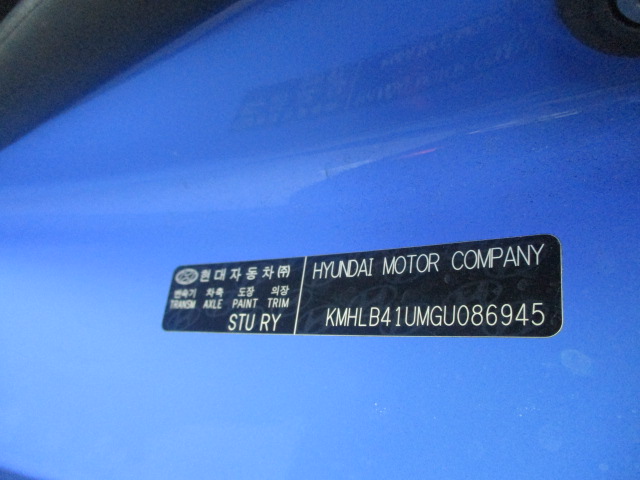 현대자동차㈜
변속기 차축 도장 의장
TRANSM AXLE PAINT TRIM
STU RY
HYUNDAI MOTOR COMPANY
KMHLB41UMGU086945